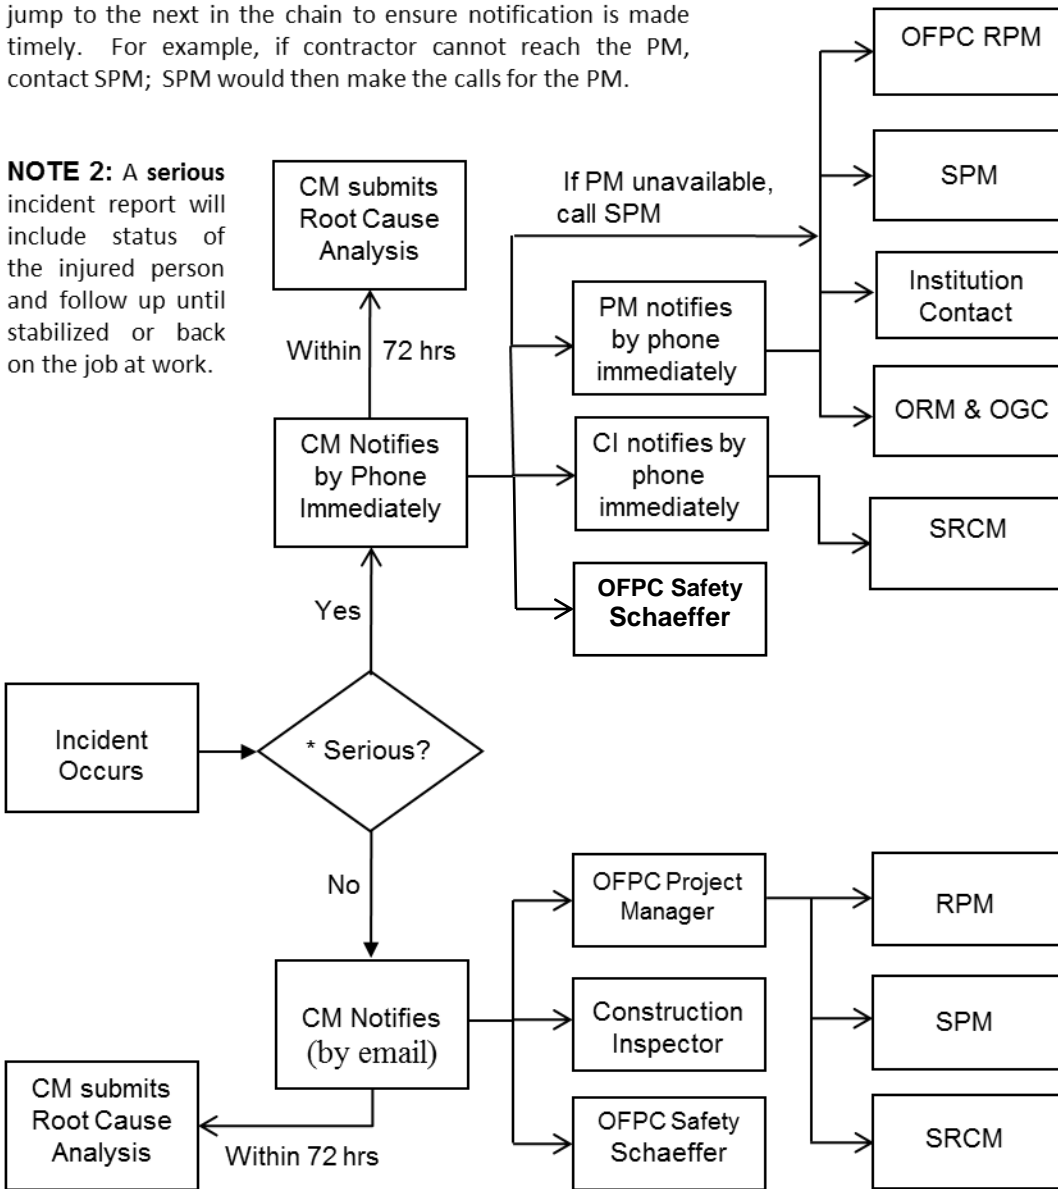 jump to the next in the chain to ensure notification is made
timely. For example, if contractor cannot reach the PM,
contact SPM; SPM would then make the calls for the PM.
NOTE 2: A serious
incident report will
include status of
the injured person
and follow up until
stabilized or back
on the job at work.
CM submits
Root Cause
Analysis
Within 72 hrs
CM Notifies
by Phone
Immediately
If PM unavailable,
call SPM
PM notifies
by phone
immediately
CI notifies by
phone
immediately
OFPC Safety
Schaeffer
OFPC RPM
SPM
Institution
Contact
ORM & OGC
SRCM
Yes
Incident
Occurs
* Serious?
No
CM Notifies
(by email)
CM submits
Root Cause
Analysis
Within 72 hrs
OFPC Project
Manager
Construction
Inspector
OFPC Safety
Schaeffer
RPM
SPM
SRCM